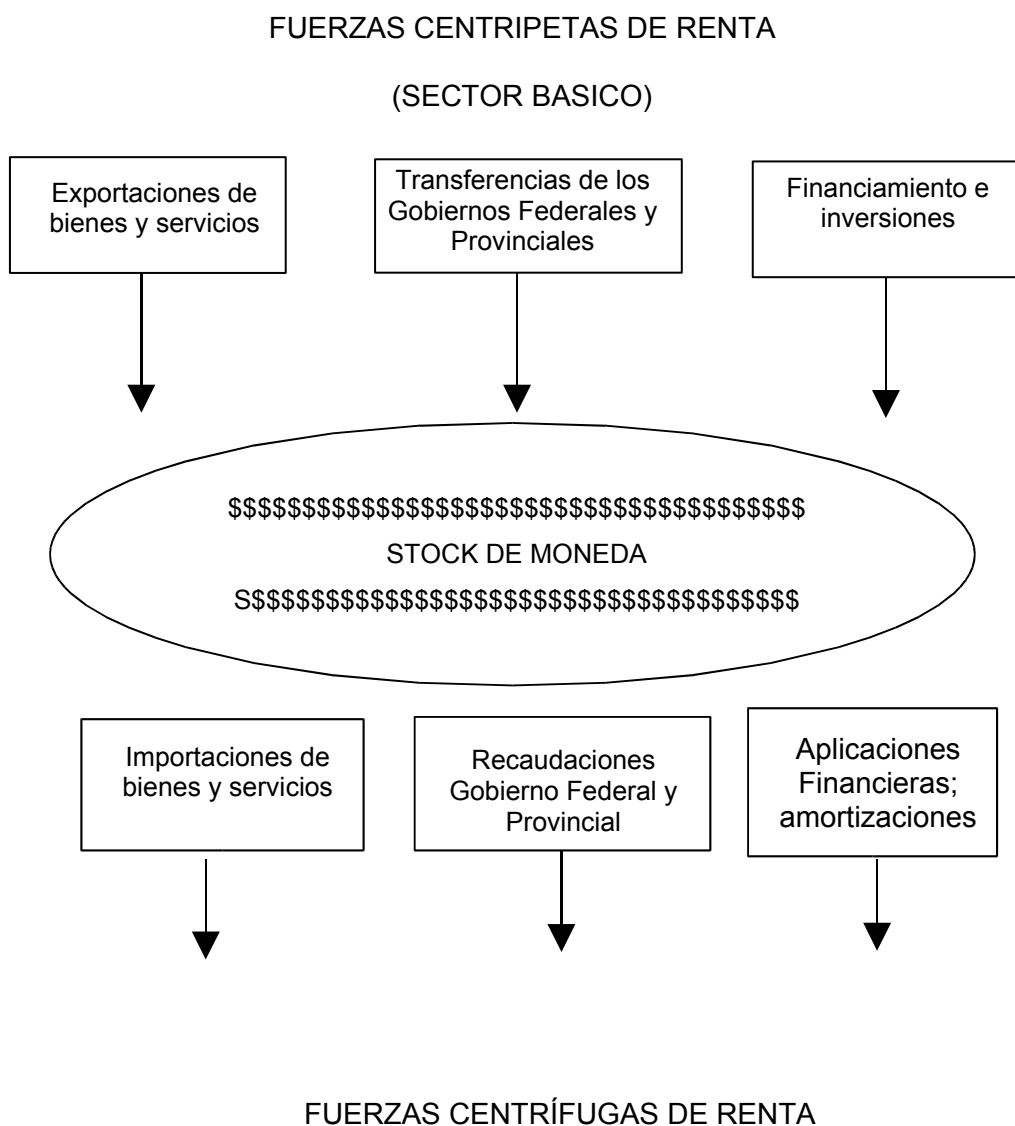 FUERZAS CENTRIPETAS DE RENTA
(SECTOR BASICO)
Exportaciones de
bienes y servicios
Transferencias de los
Gobiernos Federales y
Provinciales
Financiamiento e
inversiones
$$$$$$$$$$$$$$$$$$$$$$$$$$$$$$$$$$$$$$$
STOCK DE MONEDA
S$$$$$$$$$$$$$$$$$$$$$$$$$$$$$$$$$$$$$
Importaciones de
bienes y servicios
Recaudaciones
Gobierno Federal y
Provincial
Aplicaciones
Financieras;
amortizaciones
FUERZAS CENTRÍFUGAS DE RENTA